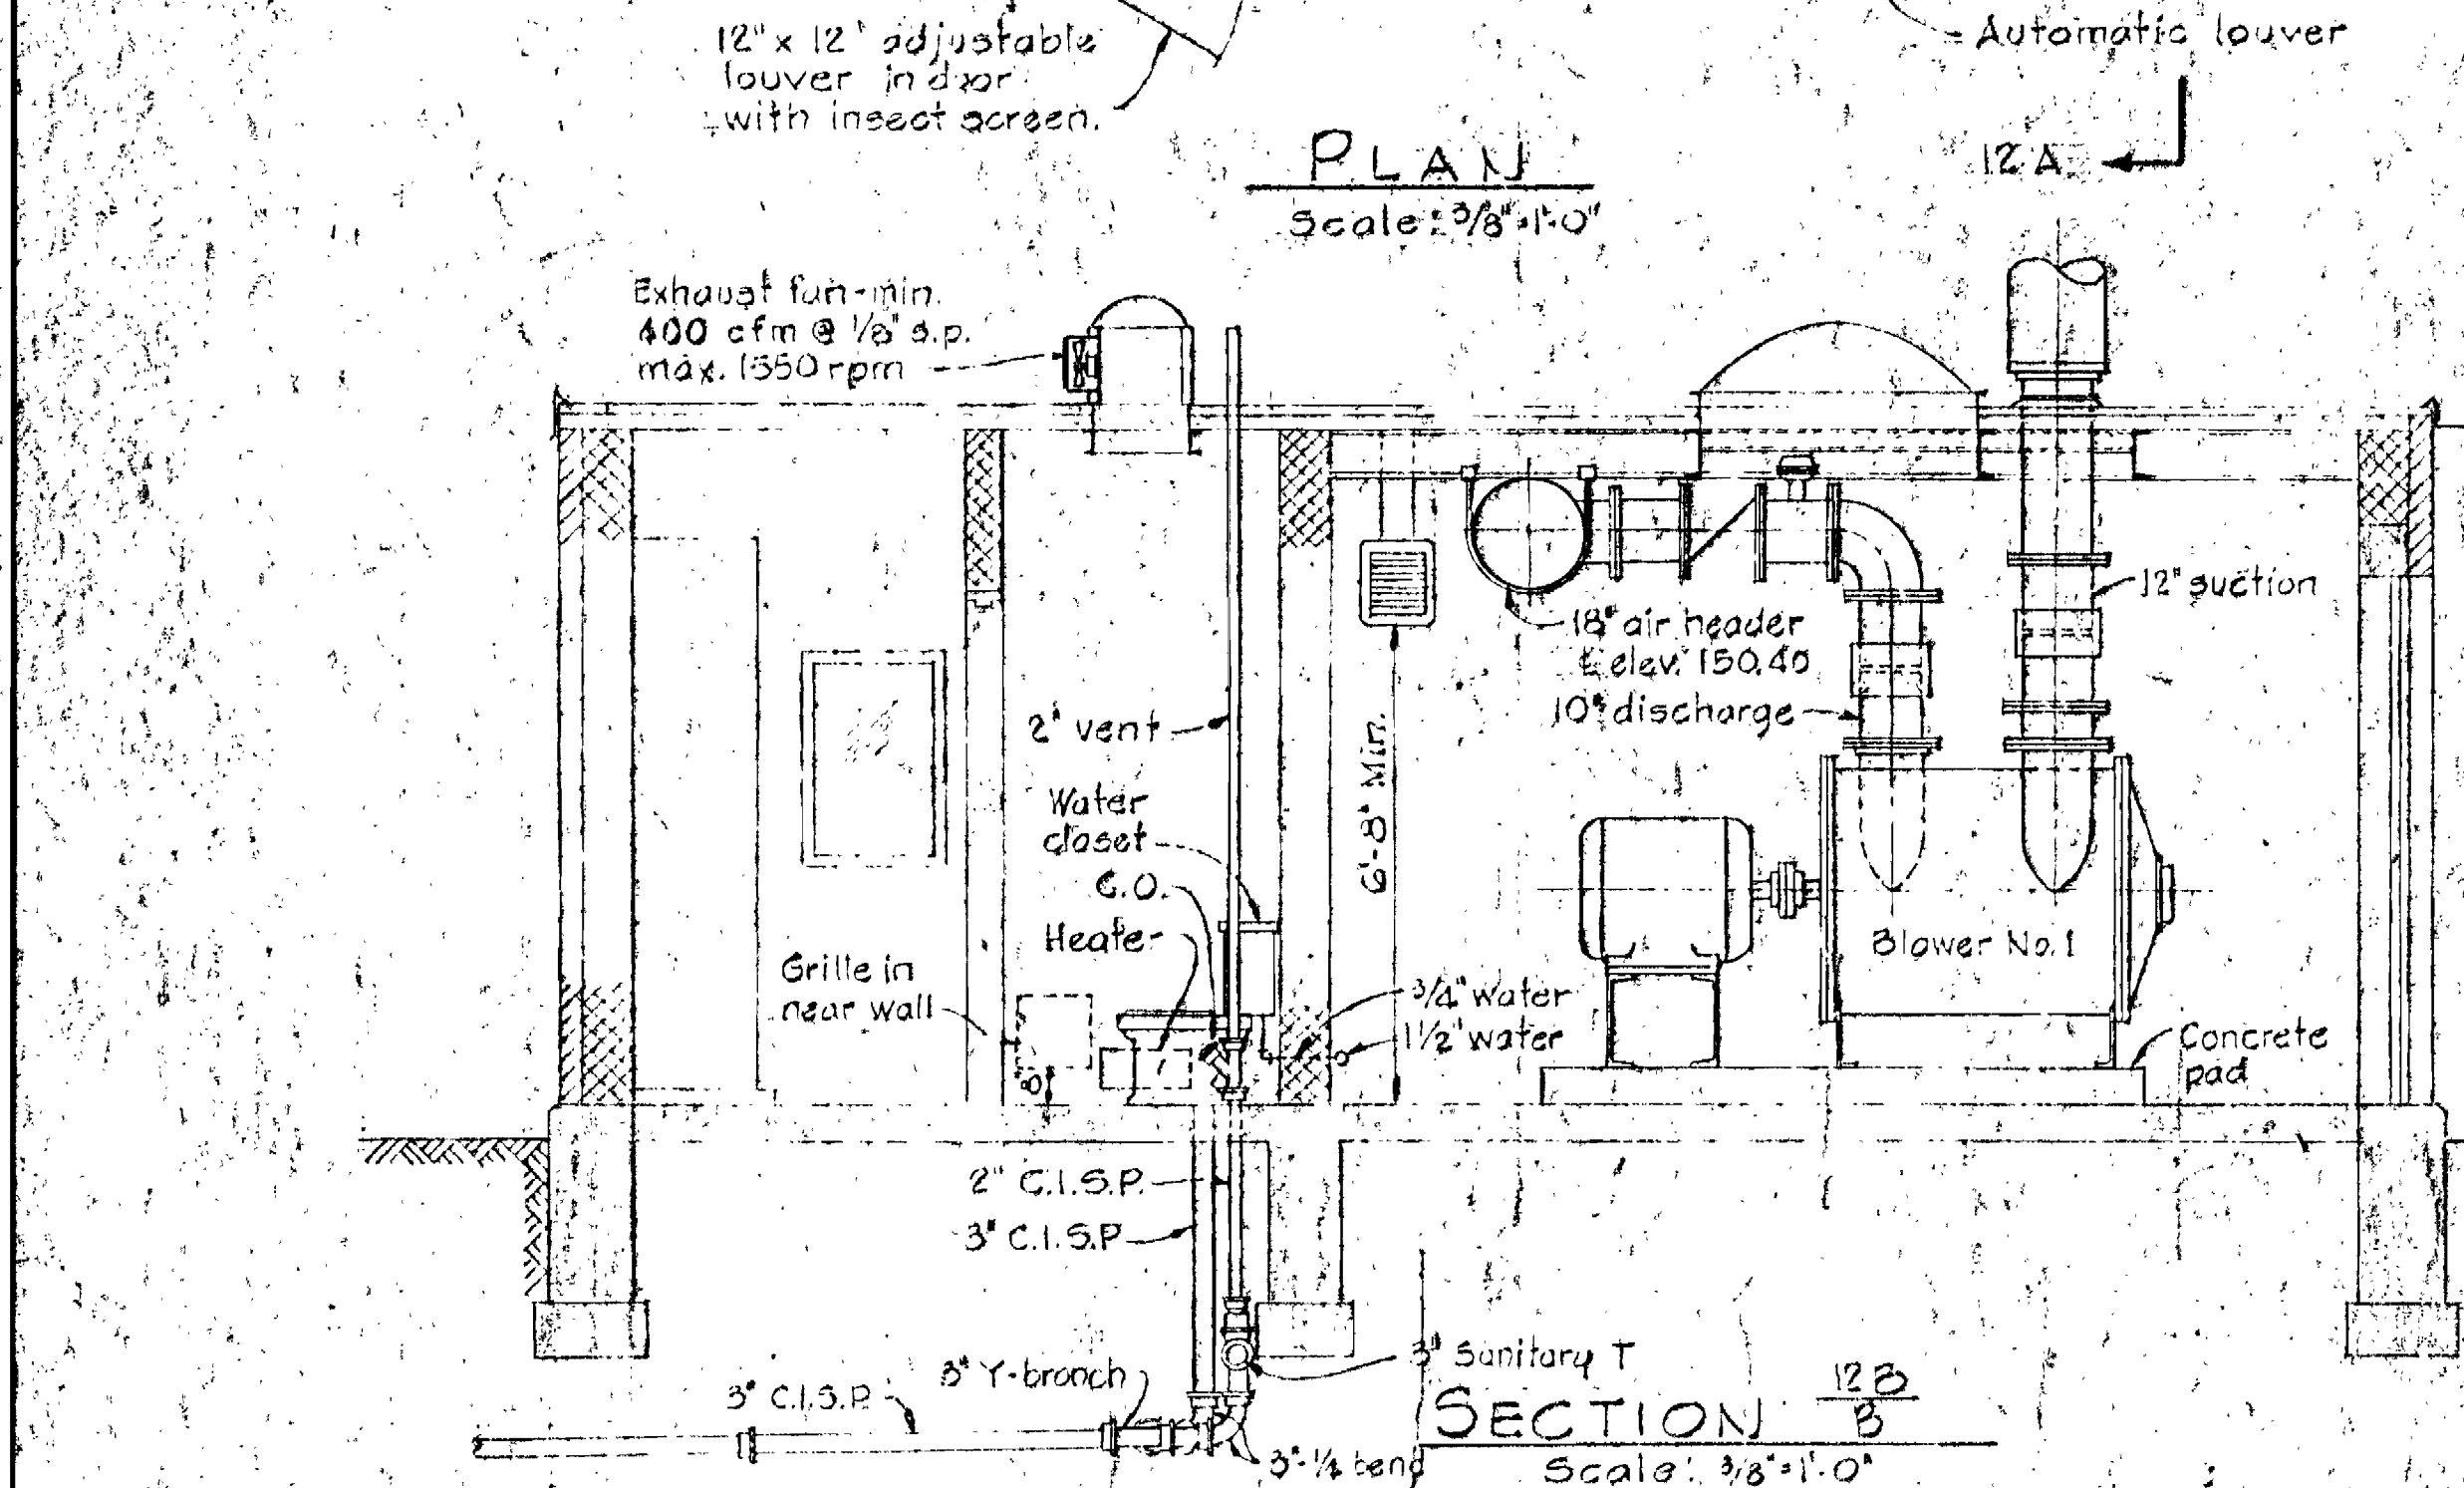 12" x 12" adjustable
louver in door
with insect screen.
Automatic louver
12 A
PLAN
Scale: 3/8"=1'-0"
Exhaust fan-min.
400 cfm @ 1/8" s.p.
max. 1550 rpm
12" suction
18" air header
℄ elev. 150.40
10" discharge
2" vent
6'-8" Min.
Water
closet
C.O.
Heater
Blower No. 1
Grille in
near wall
3/4" water
1 1/2" water
8"
Concrete
pad
2" C.I.S.P.
3" C.I.S.P.
3" Sanitary T
3" Y-branch
3" C.I.S.P.
3"-1/4 bend
SECTION 12B
B
Scale: 3/8"=1'-0"